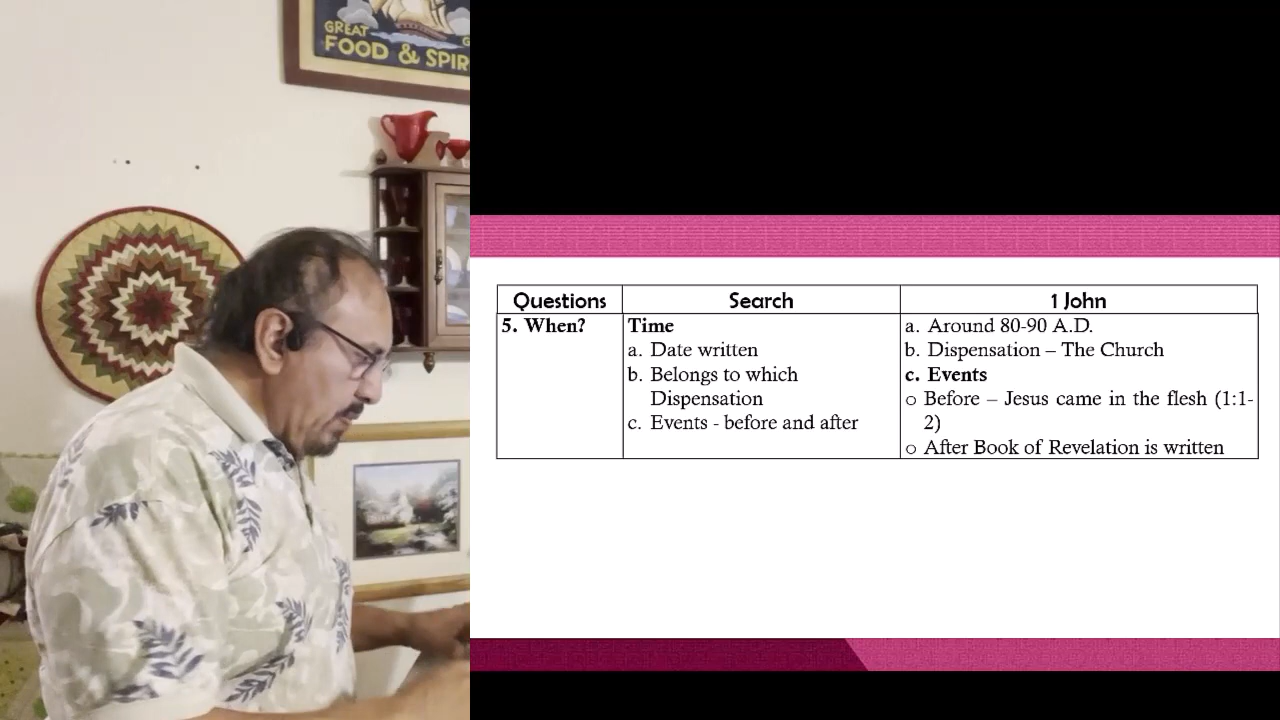 GREAT
FOOD & SPIR
Questions Search 1 John
5. When? Time a. Around 80-90 A.D.
a. Date written b. Dispensation – The Church
b. Belongs to which c. Events
Dispensation o Before – Jesus came in the flesh (1:1-
c. Events - before and after 2)
o After Book of Revelation is written